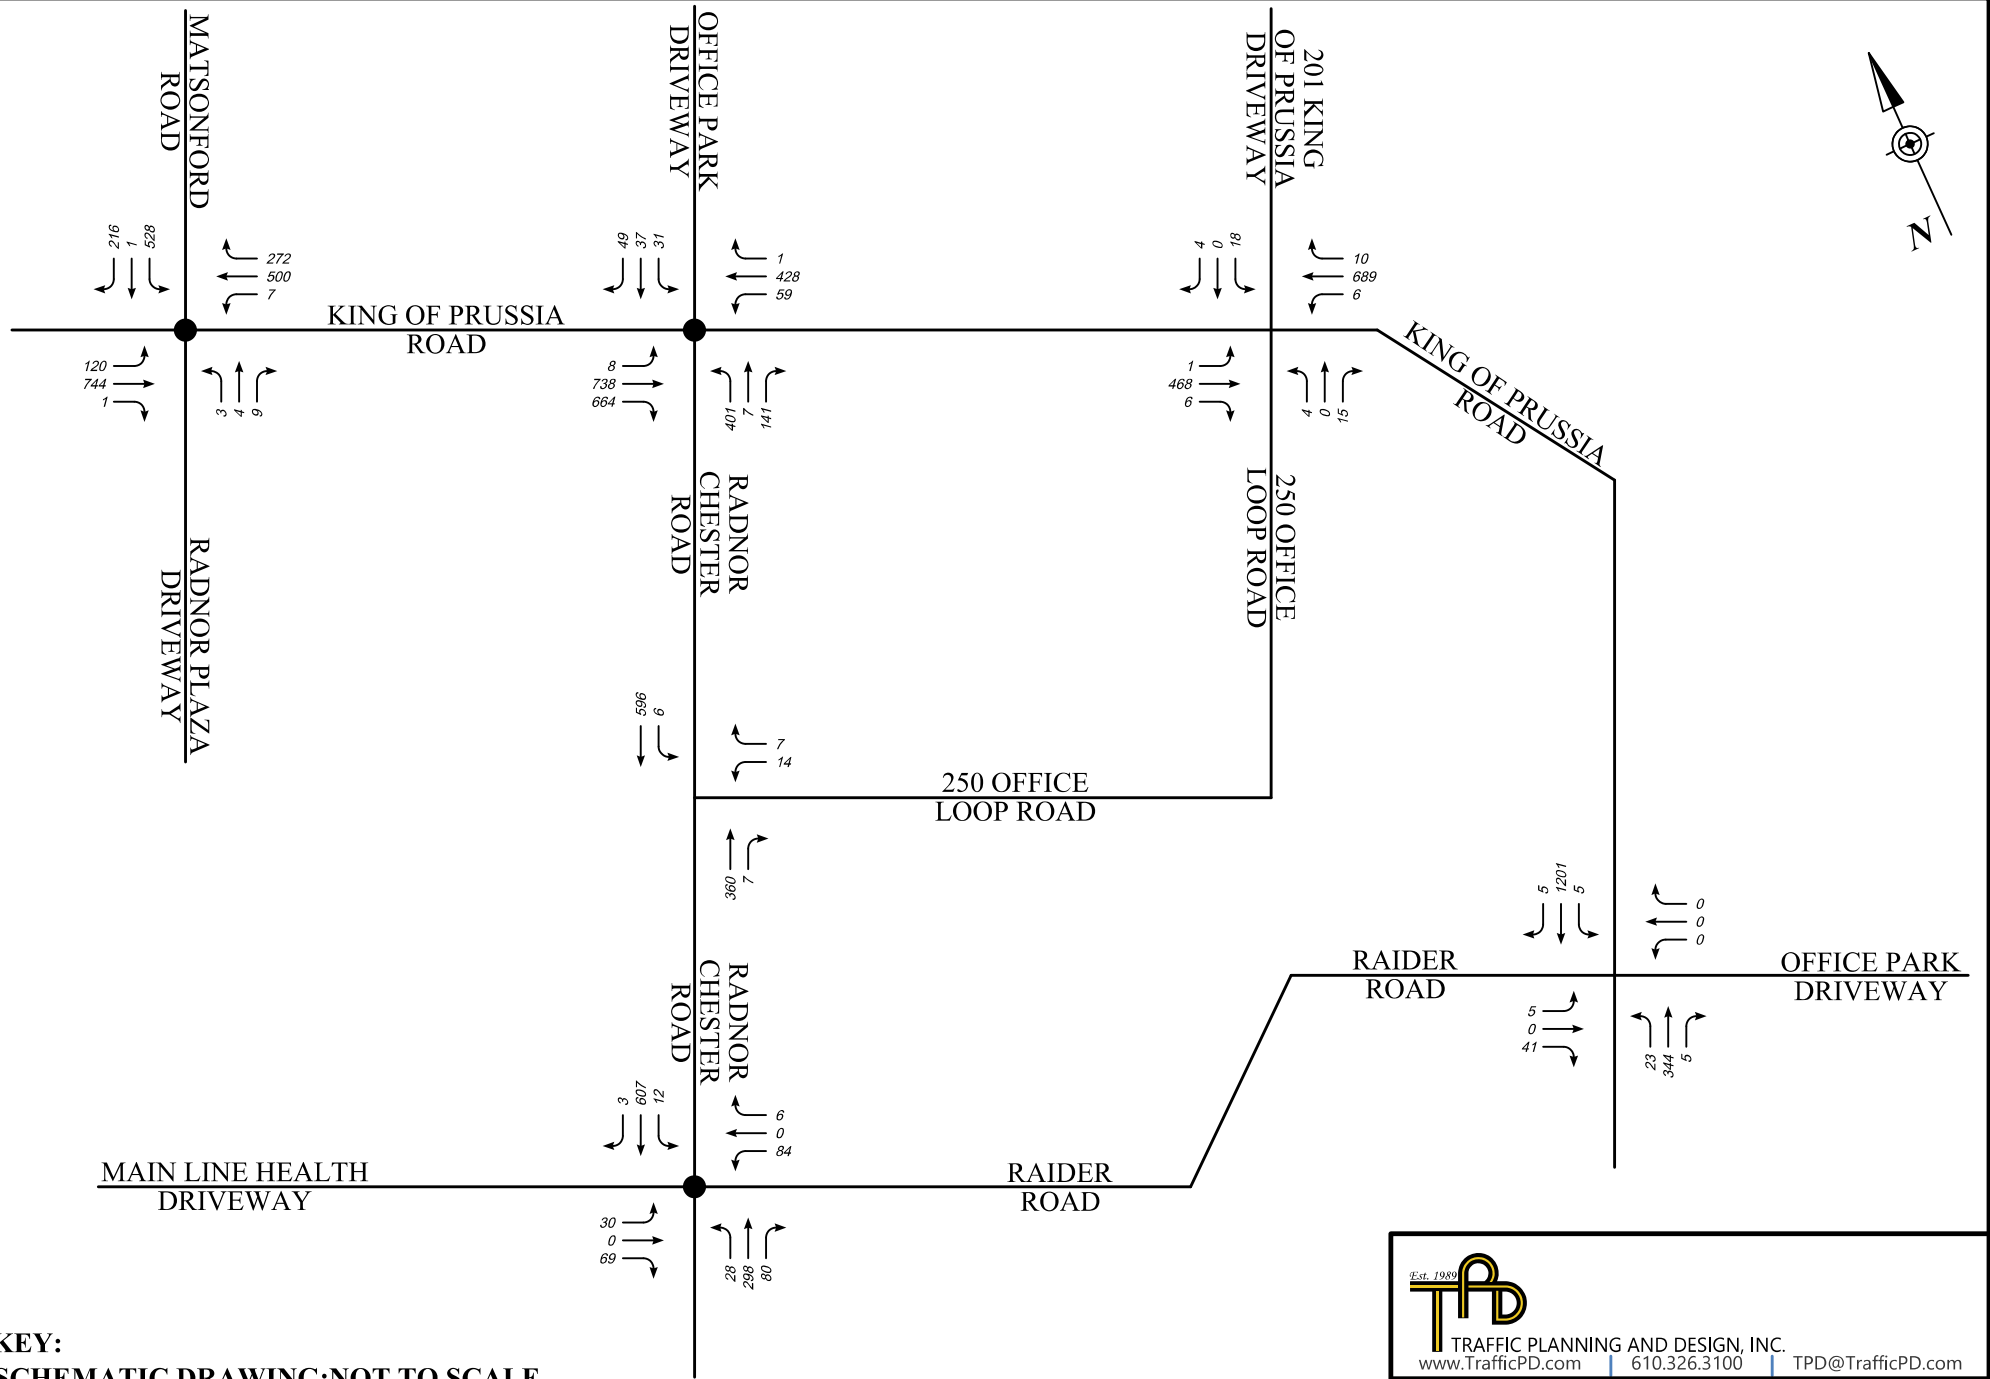 MATSONFORD
ROAD
OFFICE PARK
DRIVEWAY
201 KING
OF PRUSSIA
DRIVEWAY
N
216
1
528
272
500
7
49
37
31
1
428
59
4
0
18
10
689
6
KING OF PRUSSIA
ROAD
KING OF PRUSSIA
ROAD
120
744
1
3
4
9
8
738
664
401
7
141
1
468
6
4
0
15
RADNOR PLAZA
DRIVEWAY
RADNOR
CHESTER
ROAD
250 OFFICE
LOOP ROAD
596
6
7
14
250 OFFICE
LOOP ROAD
360
7
5
1201
5
0
0
0
RAIDER
ROAD
OFFICE PARK
DRIVEWAY
5
0
41
23
344
5
RADNOR
CHESTER
ROAD
3
607
12
6
0
84
MAIN LINE HEALTH
DRIVEWAY
RAIDER
ROAD
30
0
69
28
298
80
KEY:
SCHEMATIC DRAWING:NOT TO SCALE
Est. 1989
TPD
TRAFFIC PLANNING AND DESIGN, INC.
www.TrafficPD.com | 610.326.3100 | TPD@TrafficPD.com